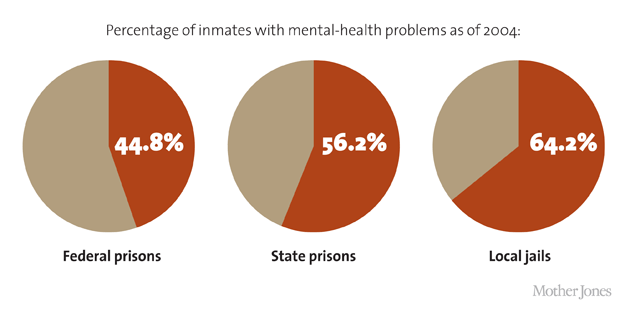 Percentage of inmates with mental-health problems as of 2004:
44.8% 56.2% 64.2%
Federal prisons State prisons Local jails
Mother Jones